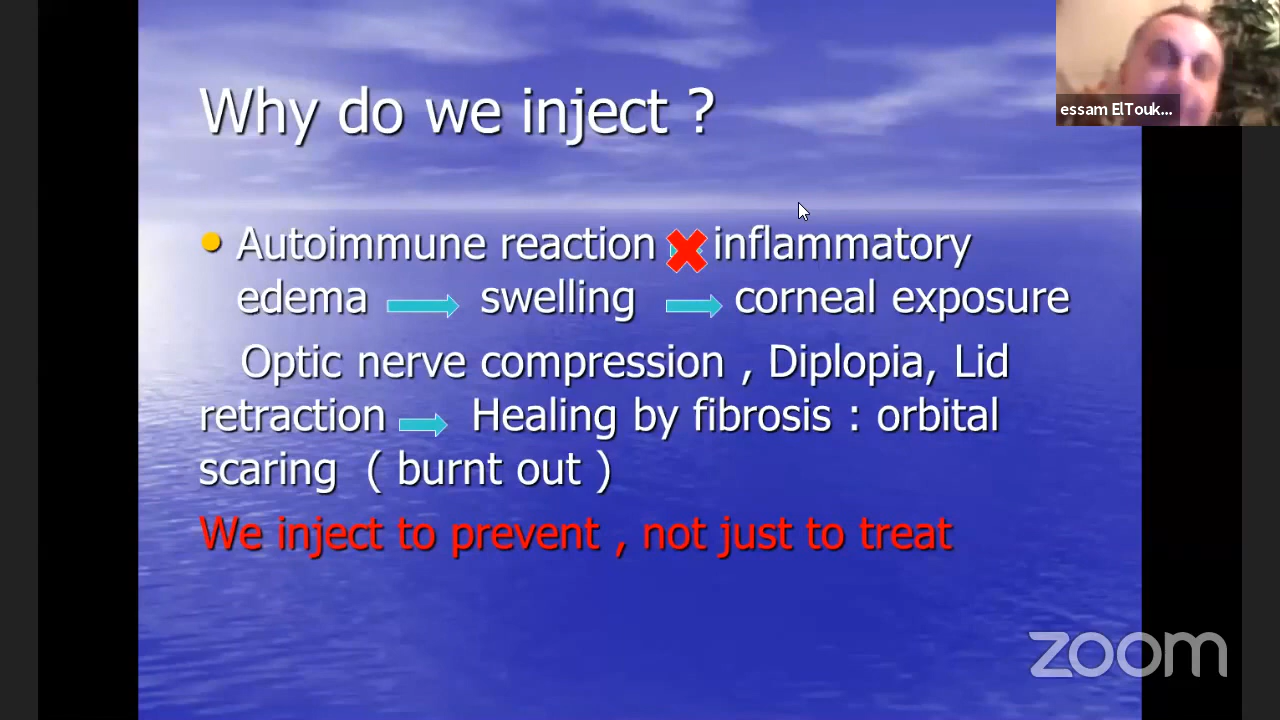 Why do we inject ?
essam ElTouk...
Autoimmune reaction inflammatory
edema swelling corneal exposure
Optic nerve compression , Diplopia, Lid
retraction Healing by fibrosis : orbital
scaring ( burnt out )
We inject to prevent , not just to treat
zoom